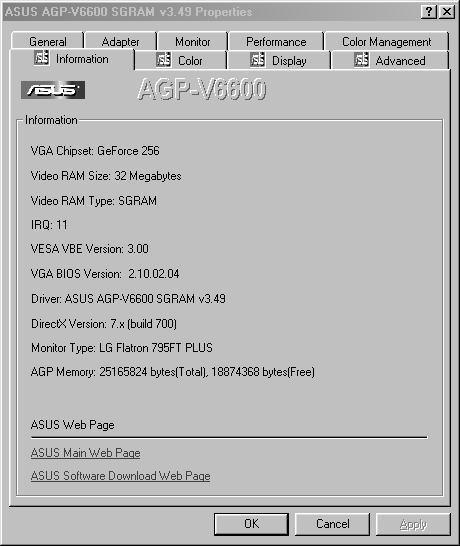 ASUS AGP-V6600 SGRAM v3.49 Properties
General Adapter Monitor Performance Color Management
Information Color Display Advanced
ASUS AGP-V6600
Information
VGA Chipset: GeForce 256
Video RAM Size: 32 Megabytes
Video RAM Type: SGRAM
IRQ: 11
VESA VBE Version: 3.00
VGA BIOS Version: 2.10.02.04
Driver: ASUS AGP-V6600 SGRAM v3.49
DirectX Version: 7.x (build 700)
Monitor Type: LG Flatron 795FT PLUS
AGP Memory: 25165824 bytes(Total), 18874368 bytes(Free)
ASUS Web Page
ASUS Main Web Page
ASUS Software Download Web Page
OK Cancel Apply